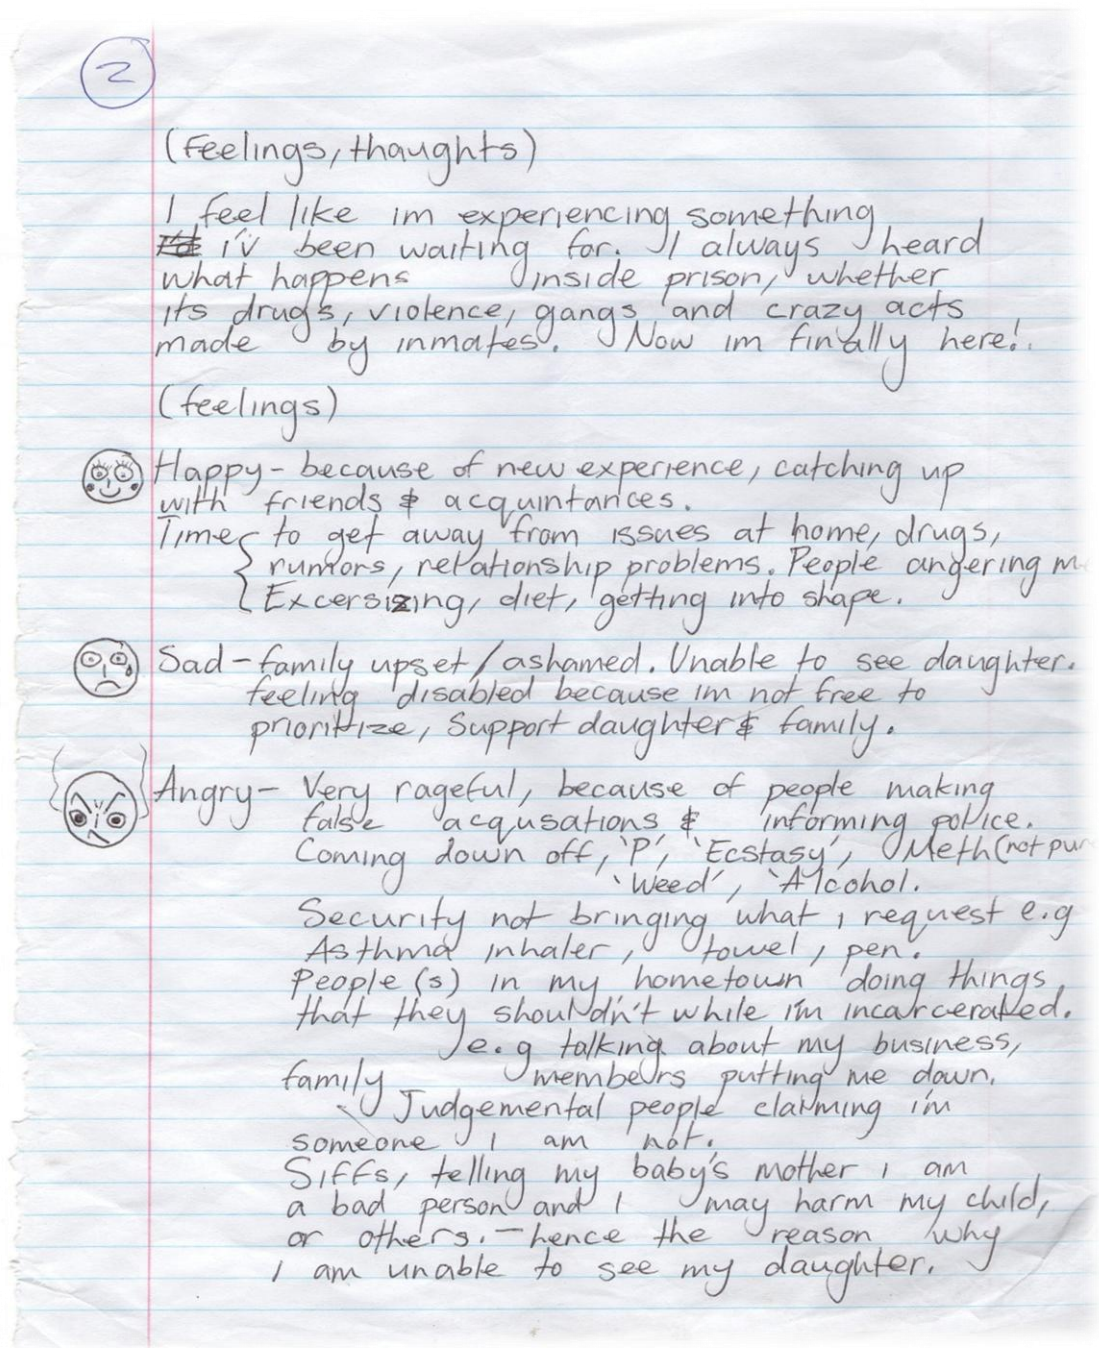 2
(Feelings, thaughts)
I feel like im experiencing something
i'v been waiting for. I always heard
what happens inside prison, whether
its drugs, violence, gangs and crazy acts
made by inmates. Now im finally here!
(feelings)
Happy - because of new experience, catching up
with friends & acquintances.
Time to get away from issues at home, drugs,
rumors, relationship problems. People angering m
Excersizing, diet, getting into shape.
Sad - family upset/ashamed. Unable to see daughter.
feeling disabled because im not free to
prioritize, Support daughter & family.
Angry - Very rageful, because of people making
false acqusations & informing police.
Coming down off, 'P', 'Ecstasy', Meth (not pur
'Weed', 'Alcohol.
Security not bringing what i request e.g
Asthma inhaler, towel, pen.
People(s) in my hometown doing things
that they shouldn't while i'm incarcerated.
e.g talking about my business,
family members putting me down.
Judgemental people claiming i'm
someone I am not.
Siffs, telling my baby's mother i am
a bad person and I may harm my child,
or others. - hence the reason why
I am unable to see my daughter.